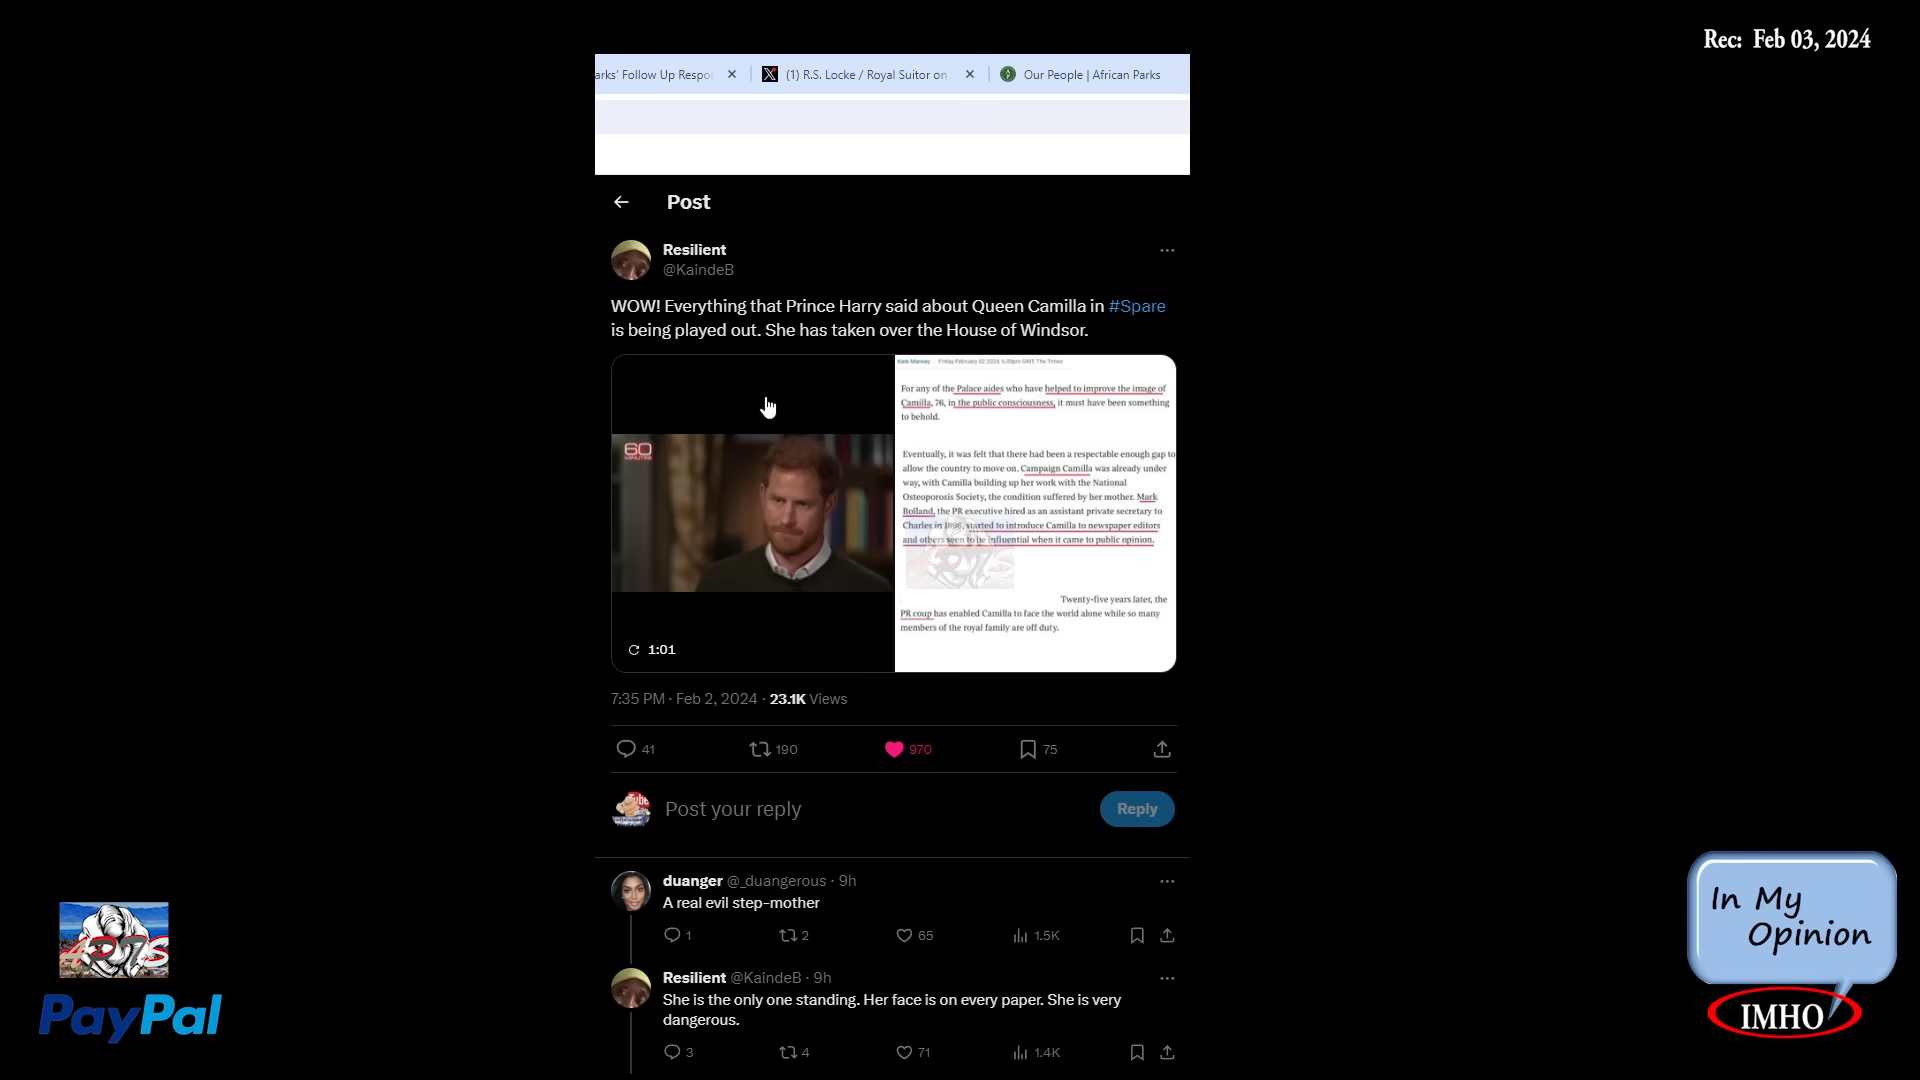 Rec: Feb 03, 2024
arks' Follow Up Respo
(1) R.S. Locke / Royal Suitor on
Our People | African Parks
Post
Resilient
@KaindeB
WOW! Everything that Prince Harry said about Queen Camilla in #Spare
is being played out. She has taken over the House of Windsor.
60
MINUTES
1:01
Kate Mansey | Friday February 02 2024, 6.00pm GMT, The Times
For any of the Palace aides who have helped to improve the image of
Camilla, 76, in the public consciousness, it must have been something
to behold.
Eventually, it was felt that there had been a respectable enough gap to
allow the country to move on. Campaign Camilla was already under
way, with Camilla building up her work with the National
Osteoporosis Society, the condition suffered by her mother. Mark
Bolland, the PR executive hired as an assistant private secretary to
Charles in 1996, started to introduce Camilla to newspaper editors
and others seen to be influential when it came to public opinion.
Twenty-five years later, the
PR coup has enabled Camilla to face the world alone while so many
members of the royal family are off duty.
7:35 PM · Feb 2, 2024 · 23.1K Views
41 190 970 75
Post your reply
Reply
duanger @_duangerous · 9h
A real evil step-mother
1 2 65 1.5K
Resilient @KaindeB · 9h
She is the only one standing. Her face is on every paper. She is very
dangerous.
3 4 71 1.4K
PayPal
In My
Opinion
IMHO